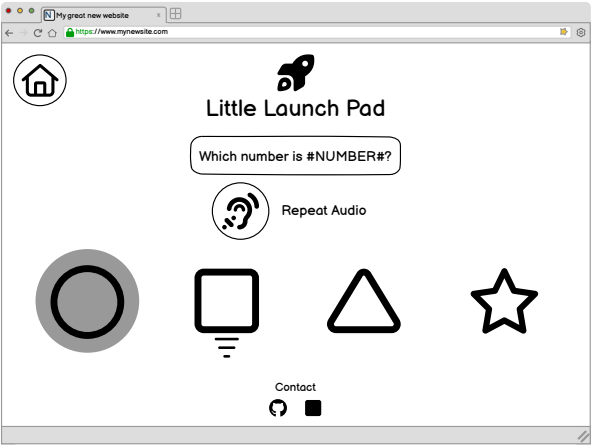 My great new website
https://www.mynewsite.com
Little Launch Pad
Which number is #NUMBER#?
Repeat Audio
Contact